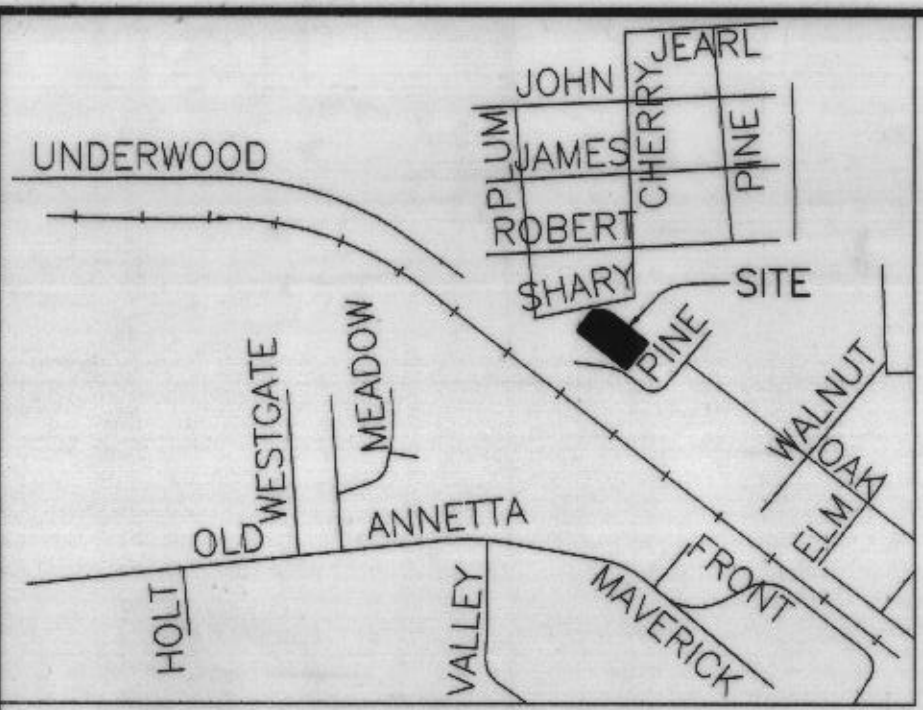 JEARL
JOHN
CHERRY
PLUM
JAMES
PINE
UNDERWOOD
ROBERT
SHARY
SITE
PINE
MEADOW
WESTGATE
WALNUT
OAK
ELM
OLD ANNETTA
FRONT
HOLT
VALLEY
MAVERICK